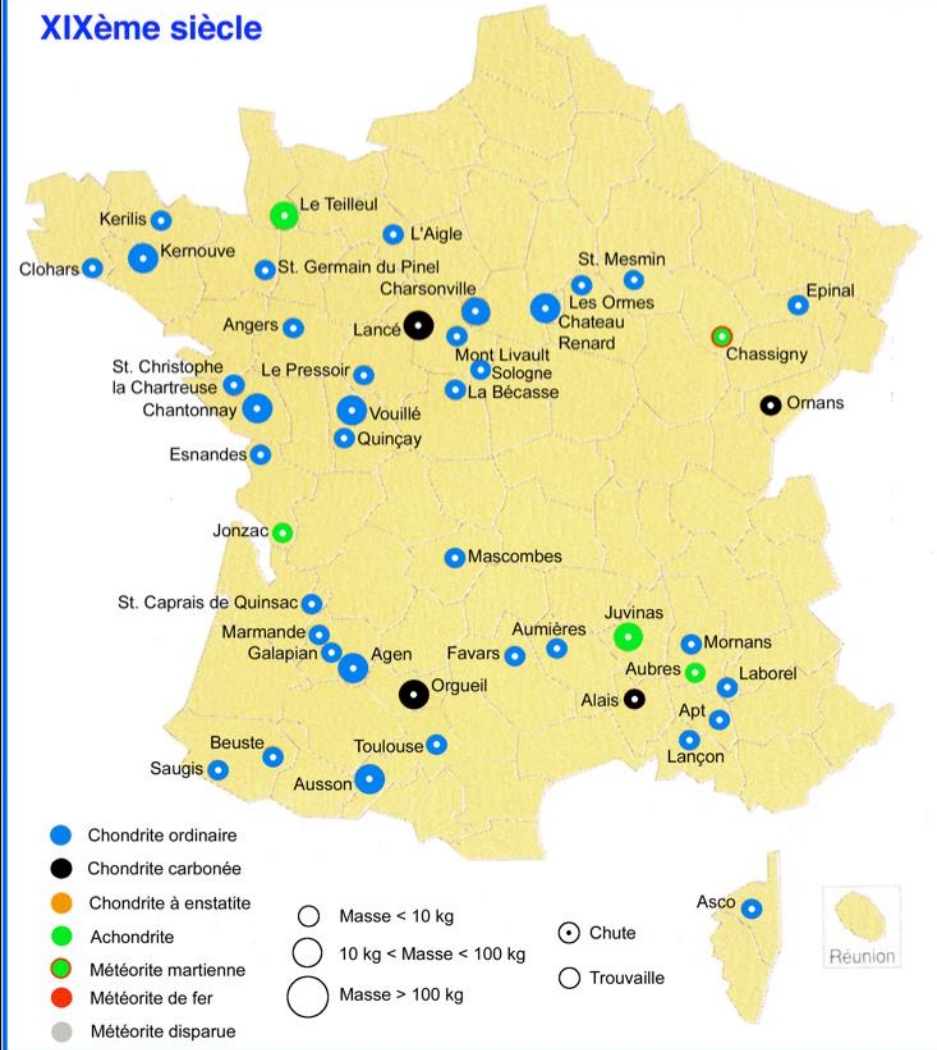 XIXème siècle
Le Teilleul
Kerilis
L'Aigle
Kernouve
Clohars
St. Germain du Pinel
St. Mesmin
Charsonville
Epinal
Les Ormes
Angers
Lancé
Chateau
Renard
Mont Livault
Chassigny
St. Christophe
la Chartreuse
Le Pressoir
Sologne
La Bécasse
Chantonnay
Vouillé
Ornans
Quinçay
Esnandes
Jonzac
Mascombes
St. Caprais de Quinsac
Juvinas
Marmande
Aumières
Mornans
Galapian
Agen
Favars
Aubres
Laborel
Orgueil
Alais
Apt
Beuste
Toulouse
Lançon
Saugis
Ausson
Chondrite ordinaire
Chondrite carbonée
Chondrite à enstatite
Achondrite
Météorite martienne
Météorite de fer
Météorite disparue
Masse < 10 kg
10 kg < Masse < 100 kg
Masse > 100 kg
Chute
Trouvaille
Asco
Réunion